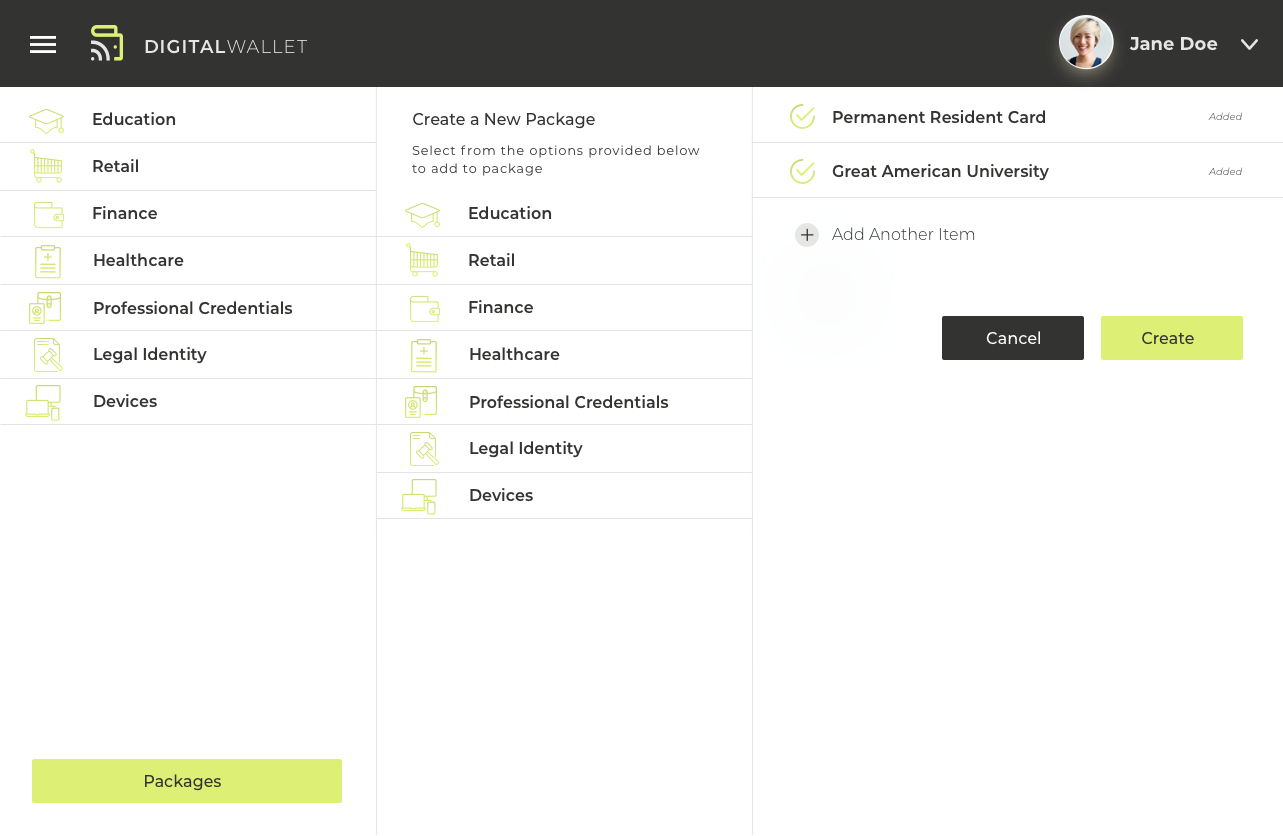 DIGITALWALLET
Jane Doe
Education
Retail
Finance
Healthcare
Professional Credentials
Legal Identity
Devices
Packages
Create a New Package
Select from the options provided below
to add to package
Education
Retail
Finance
Healthcare
Professional Credentials
Legal Identity
Devices
Permanent Resident Card
Added
Great American University
Added
Add Another Item
Cancel
Create